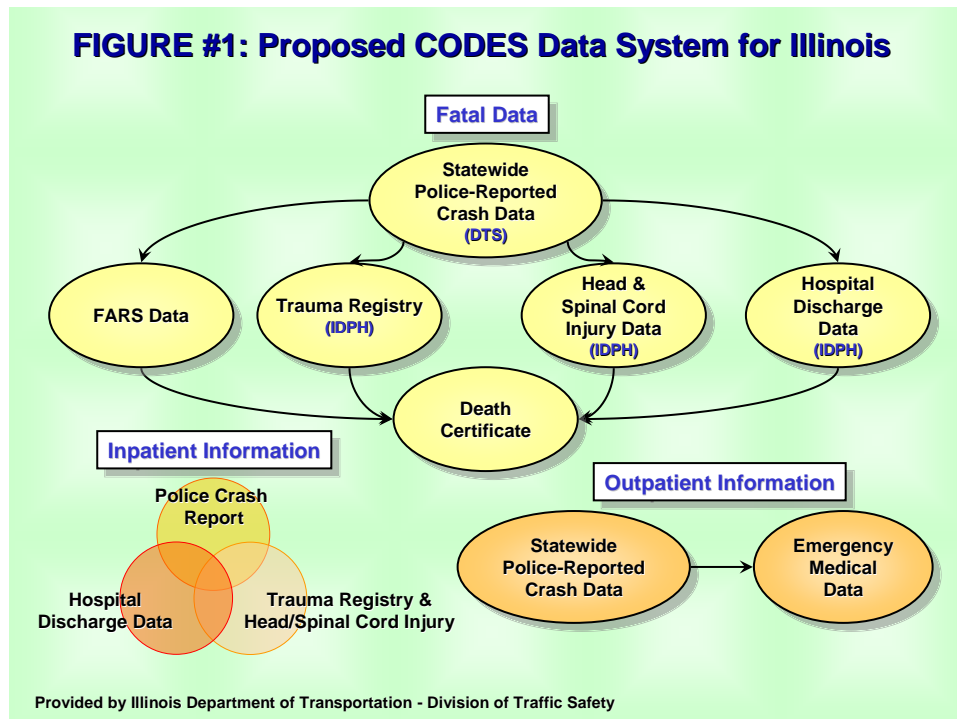 FIGURE #1: Proposed CODES Data System for Illinois
Fatal Data
Statewide
Police-Reported
Crash Data
(DTS)
FARS Data
Trauma Registry
(IDPH)
Head &
Spinal Cord
Injury Data
(IDPH)
Hospital
Discharge
Data
(IDPH)
Death
Certificate
Inpatient Information
Police Crash
Report
Hospital
Discharge Data
Trauma Registry &
Head/Spinal Cord Injury
Outpatient Information
Statewide
Police-Reported
Crash Data
Emergency
Medical
Data
Provided by Illinois Department of Transportation - Division of Traffic Safety